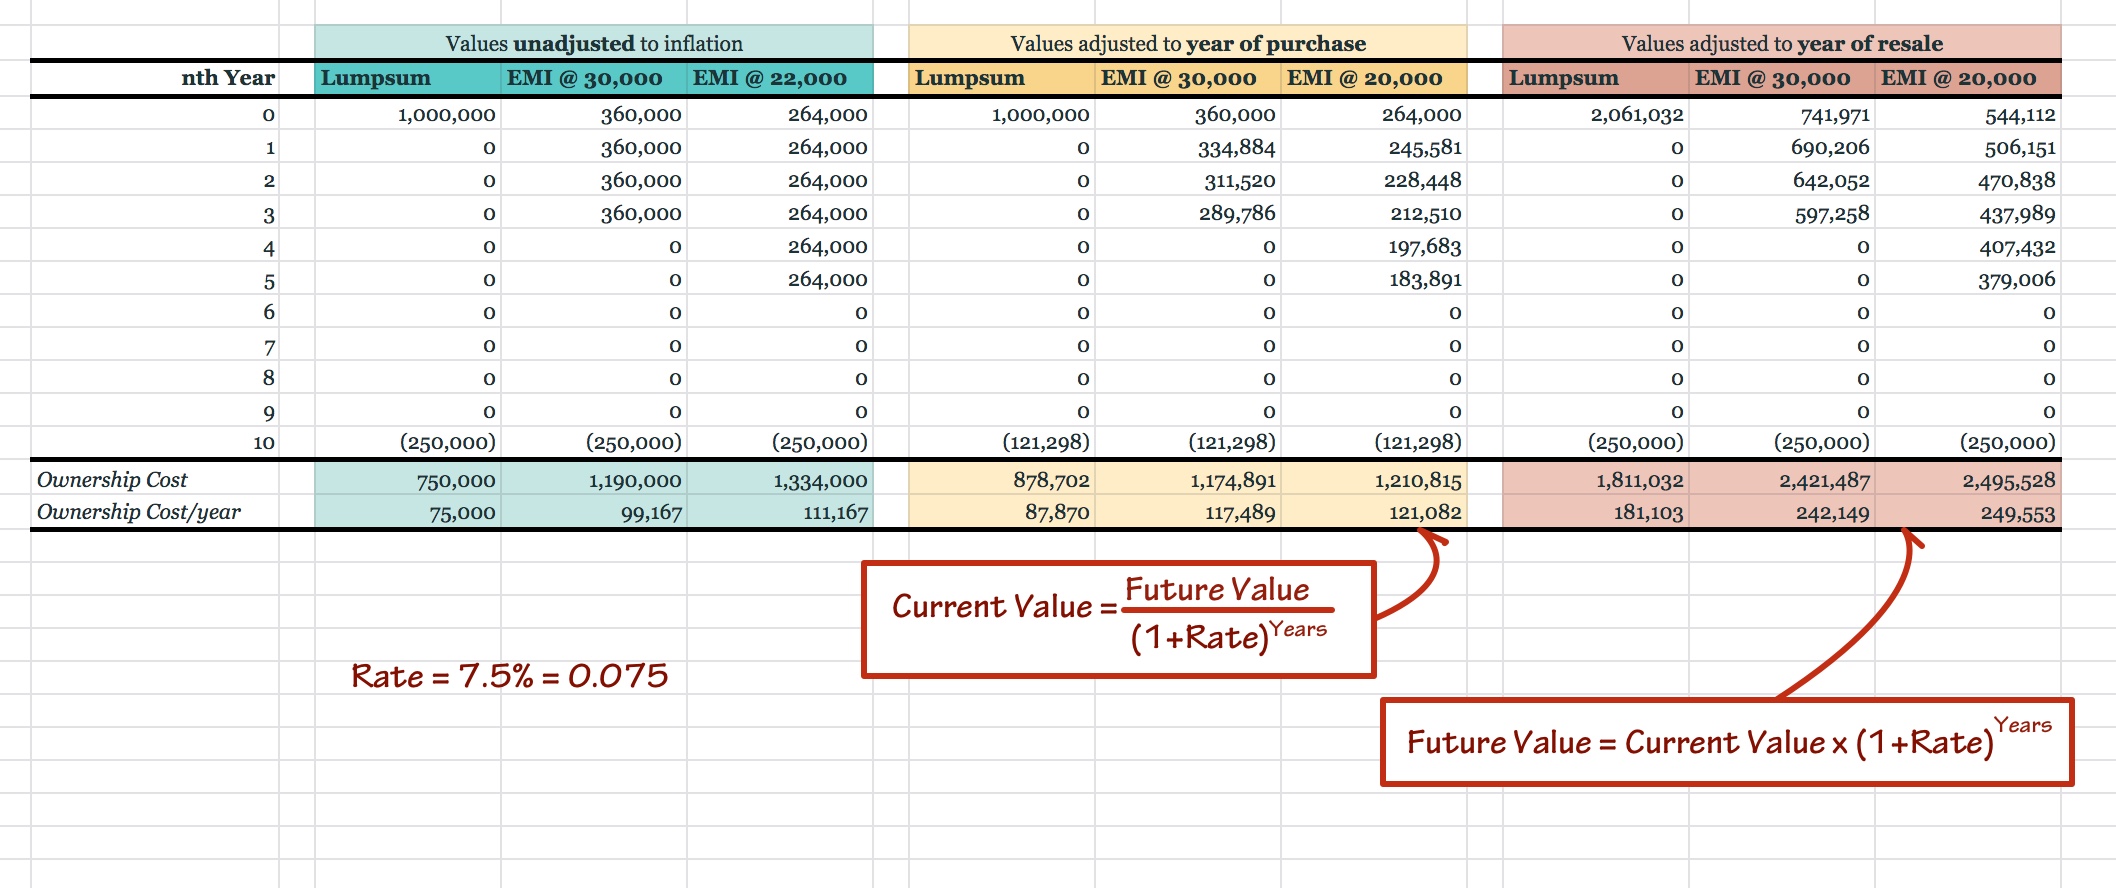 Values unadjusted to inflation Values adjusted to year of purchase Values adjusted to year of resale
nth Year Lumpsum EMI @ 30,000 EMI @ 22,000 Lumpsum EMI @ 30,000 EMI @ 20,000 Lumpsum EMI @ 30,000 EMI @ 20,000
0 1,000,000 360,000 264,000 1,000,000 360,000 264,000 2,061,032 741,971 544,112
1 0 360,000 264,000 0 334,884 245,581 0 690,206 506,151
2 0 360,000 264,000 0 311,520 228,448 0 642,052 470,838
3 0 360,000 264,000 0 289,786 212,510 0 597,258 437,989
4 0 0 264,000 0 0 197,683 0 0 407,432
5 0 0 264,000 0 0 183,891 0 0 379,006
6 0 0 0 0 0 0 0 0 0
7 0 0 0 0 0 0 0 0 0
8 0 0 0 0 0 0 0 0 0
9 0 0 0 0 0 0 0 0 0
10 (250,000) (250,000) (250,000) (121,298) (121,298) (121,298) (250,000) (250,000) (250,000)
Ownership Cost 750,000 1,190,000 1,334,000 878,702 1,174,891 1,210,815 1,811,032 2,421,487 2,495,528
Ownership Cost/year 75,000 99,167 111,167 87,870 117,489 121,082 181,103 242,149 249,553
Current Value = Future Value
(1+Rate)Years
Rate = 7.5% = 0.075
Future Value = Current Value x (1+Rate)Years